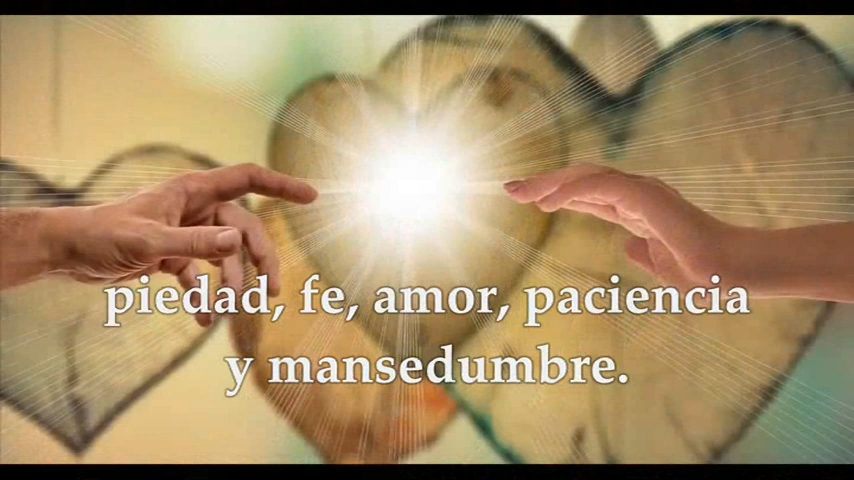 piedad, fe, amor, paciencia
y mansedumbre.